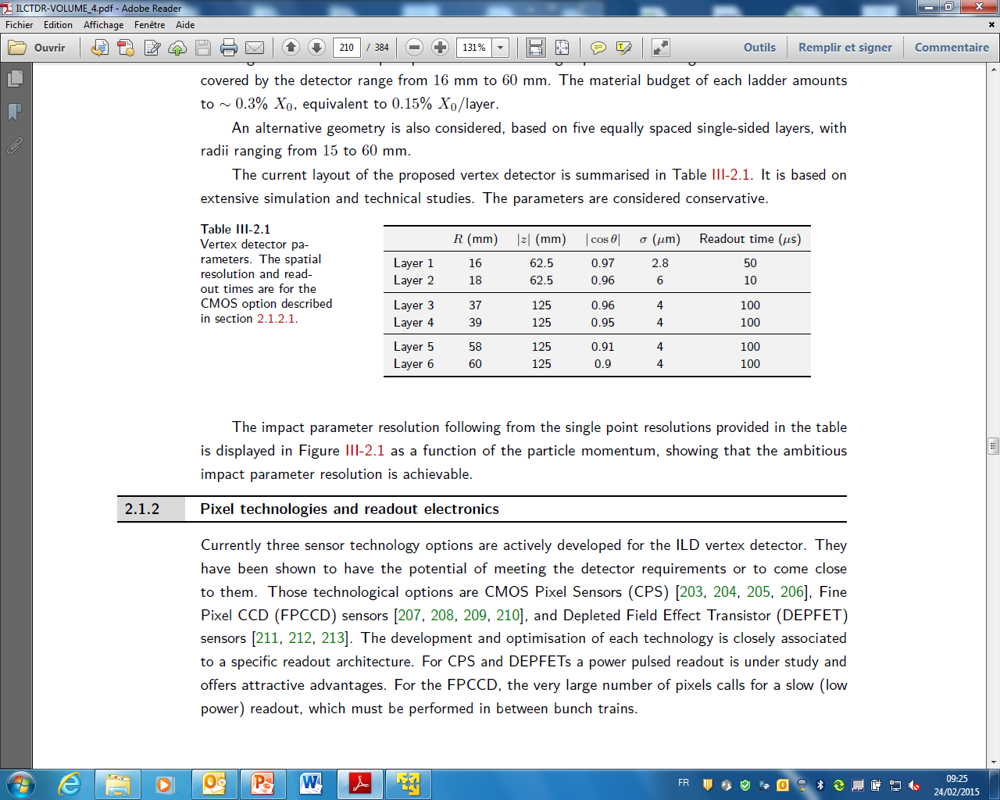 ILCTDR-VOLUME_4.pdf - Adobe Reader
Fichier Edition Affichage Fenêtre Aide
Ouvrir 210 / 384 131% Outils Remplir et signer Commentaire
covered by the detector range from 16 mm to 60 mm. The material budget of each ladder amounts
to ∼ 0.3% X₀, equivalent to 0.15% X₀/layer.
An alternative geometry is also considered, based on five equally spaced single-sided layers, with
radii ranging from 15 to 60 mm.
The current layout of the proposed vertex detector is summarised in Table III-2.1. It is based on
extensive simulation and technical studies. The parameters are considered conservative.
Table III-2.1
Vertex detector pa-
rameters. The spatial
resolution and read-
out times are for the
CMOS option described
in section 2.1.2.1.
R (mm) |z| (mm) | cos θ| σ (μm) Readout time (μs)
Layer 1 16 62.5 0.97 2.8 50
Layer 2 18 62.5 0.96 6 10
Layer 3 37 125 0.96 4 100
Layer 4 39 125 0.95 4 100
Layer 5 58 125 0.91 4 100
Layer 6 60 125 0.9 4 100
The impact parameter resolution following from the single point resolutions provided in the table
is displayed in Figure III-2.1 as a function of the particle momentum, showing that the ambitious
impact parameter resolution is achievable.
2.1.2 Pixel technologies and readout electronics
Currently three sensor technology options are actively developed for the ILD vertex detector. They
have been shown to have the potential of meeting the detector requirements or to come close
to them. Those technological options are CMOS Pixel Sensors (CPS) [203, 204, 205, 206], Fine
Pixel CCD (FPCCD) sensors [207, 208, 209, 210], and Depleted Field Effect Transistor (DEPFET)
sensors [211, 212, 213]. The development and optimisation of each technology is closely associated
to a specific readout architecture. For CPS and DEPFETs a power pulsed readout is under study and
offers attractive advantages. For the FPCCD, the very large number of pixels calls for a slow (low
power) readout, which must be performed in between bunch trains.
FR
09:25
24/02/2015